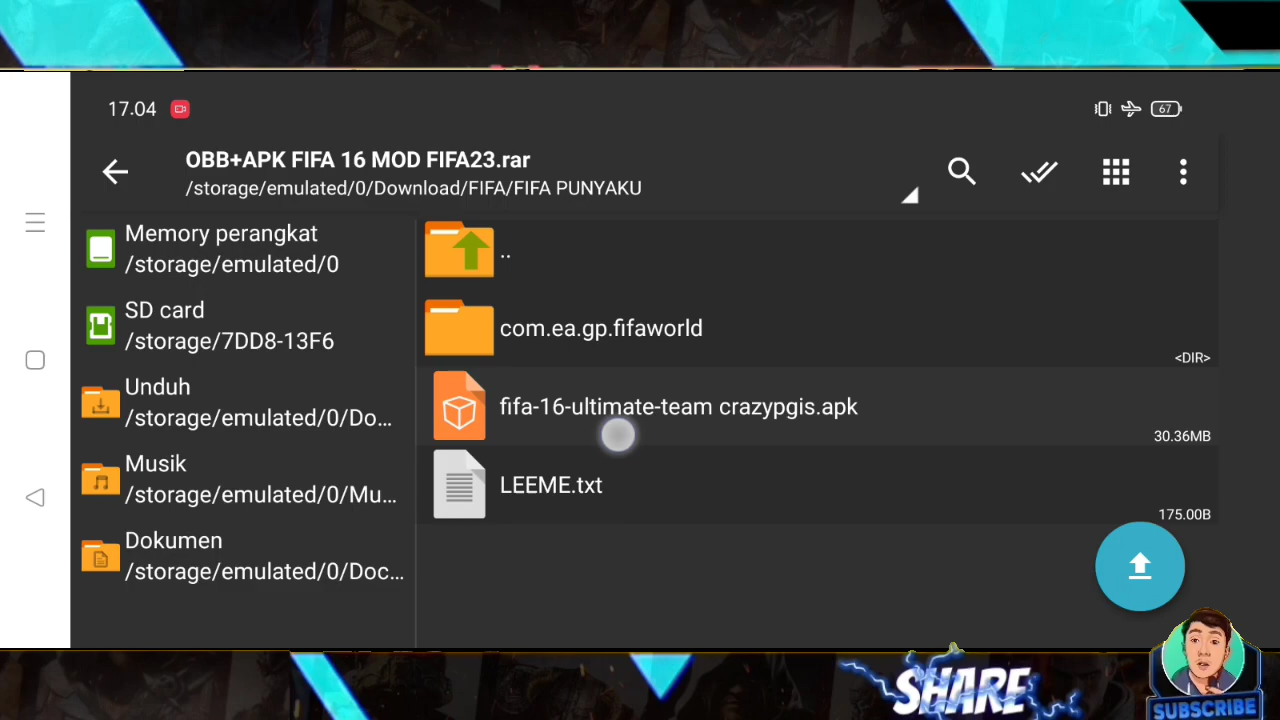 17.04
67
OBB+APK FIFA 16 MOD FIFA23.rar
/storage/emulated/0/Download/FIFA/FIFA PUNYAKU
Memory perangkat
/storage/emulated/0
SD card
/storage/7DD8-13F6
Unduh
/storage/emulated/0/Do...
Musik
/storage/emulated/0/Mu...
Dokumen
/storage/emulated/0/Doc...
..
com.ea.gp.fifaworld
<DIR>
fifa-16-ultimate-team crazypgis.apk
30.36MB
LEEME.txt
175.00B
SHARE
SUBSCRIBE